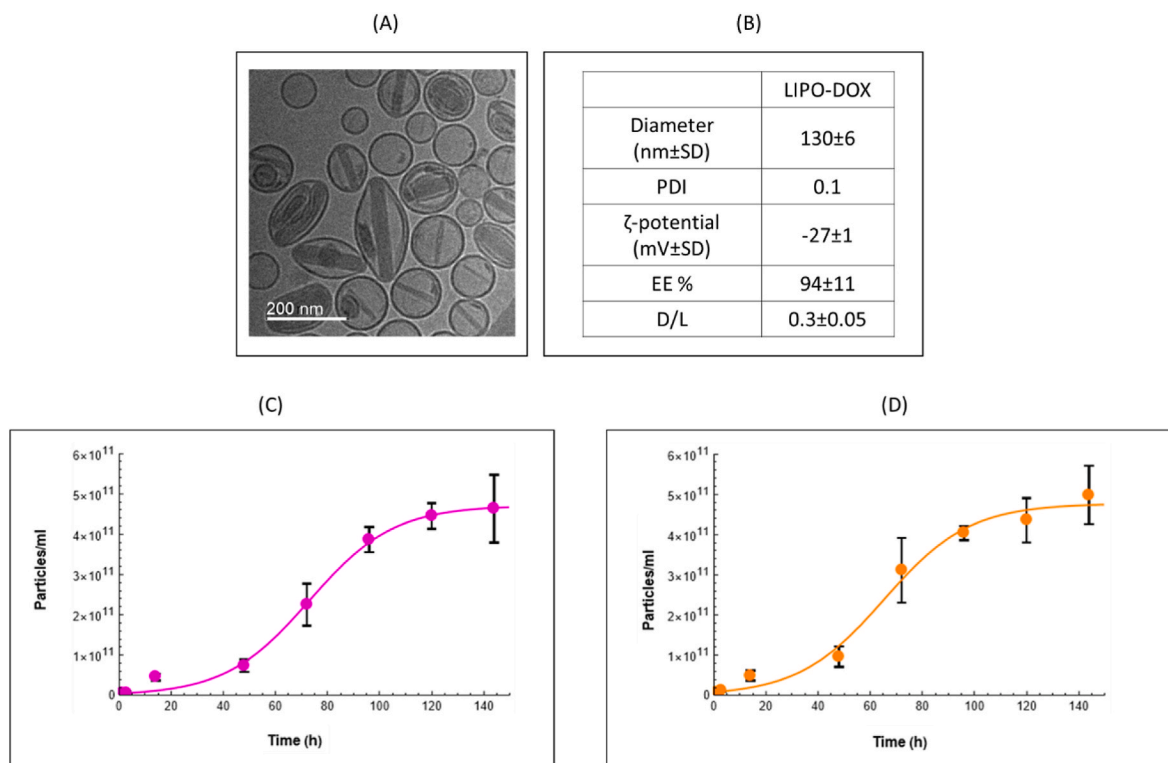 (A)
(B)
200 nm
LIPO-DOX
Diameter
(nm±SD)
130±6
PDI
0.1
ζ-potential
(mV±SD)
-27±1
EE %
94±11
D/L
0.3±0.05
(C)
(D)
6×10¹¹
5×10¹¹
4×10¹¹
3×10¹¹
2×10¹¹
1×10¹¹
0
Particles/ml
0 20 40 60 80 100 120 140
Time (h)
6×10¹¹
5×10¹¹
4×10¹¹
3×10¹¹
2×10¹¹
1×10¹¹
0
Particles/ml
0 20 40 60 80 100 120 140
Time (h)